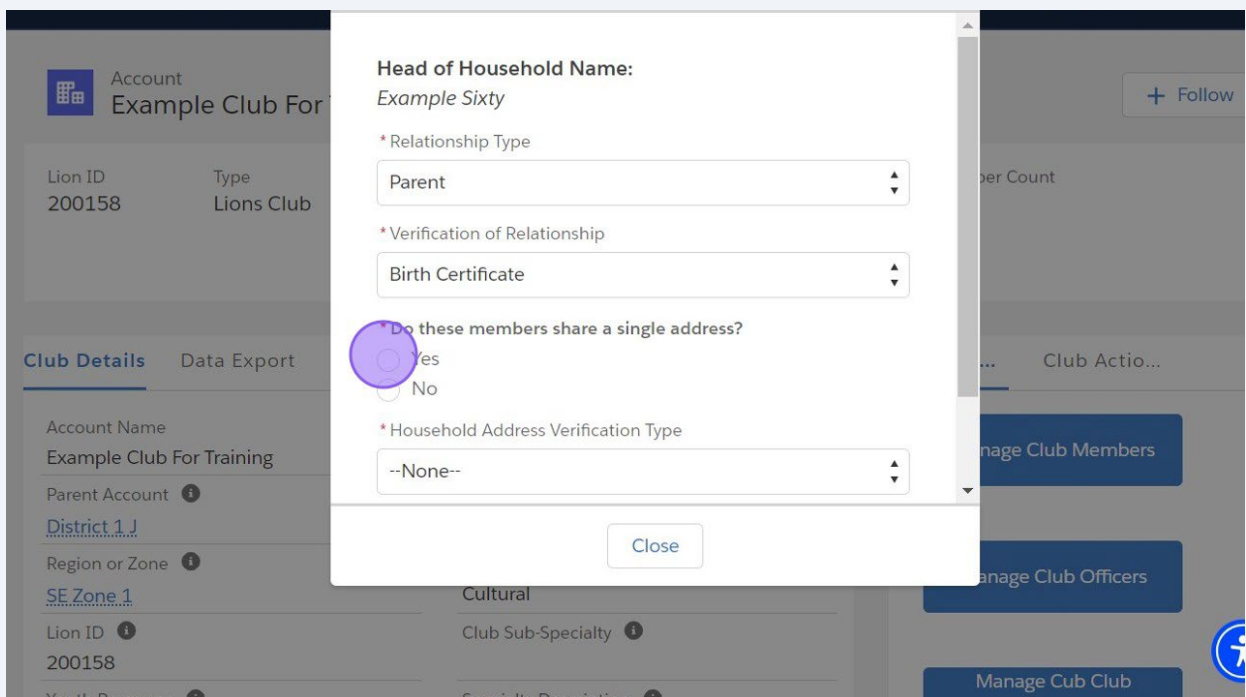 Account
Example Club For
+ Follow
Lion ID
200158
Type
Lions Club
Head of Household Name:
Example Sixty
* Relationship Type
Parent
* Verification of Relationship
Birth Certificate
* Do these members share a single address?
Yes
No
* Household Address Verification Type
--None--
Close
Count
Club Details
Data Export
...
Club Actio...
Account Name
Example Club For Training
Parent Account
District 1 J
Region or Zone
SE Zone 1
Lion ID
200158
Cultural
Club Sub-Specialty
Club Members
Club Officers
Manage Cub Club